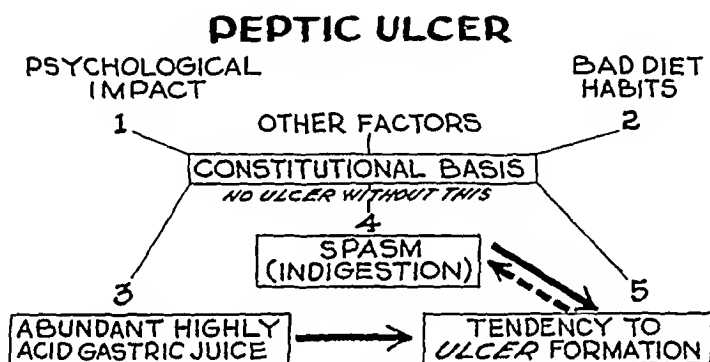 PEPTIC ULCER
PSYCHOLOGICAL
IMPACT
1
BAD DIET
HABITS
2
OTHER FACTORS
CONSTITUTIONAL BASIS
NO ULCER WITHOUT THIS
4
SPASM
(INDIGESTION)
3
ABUNDANT HIGHLY
ACID GASTRIC JUICE
5
TENDENCY TO
ULCER FORMATION